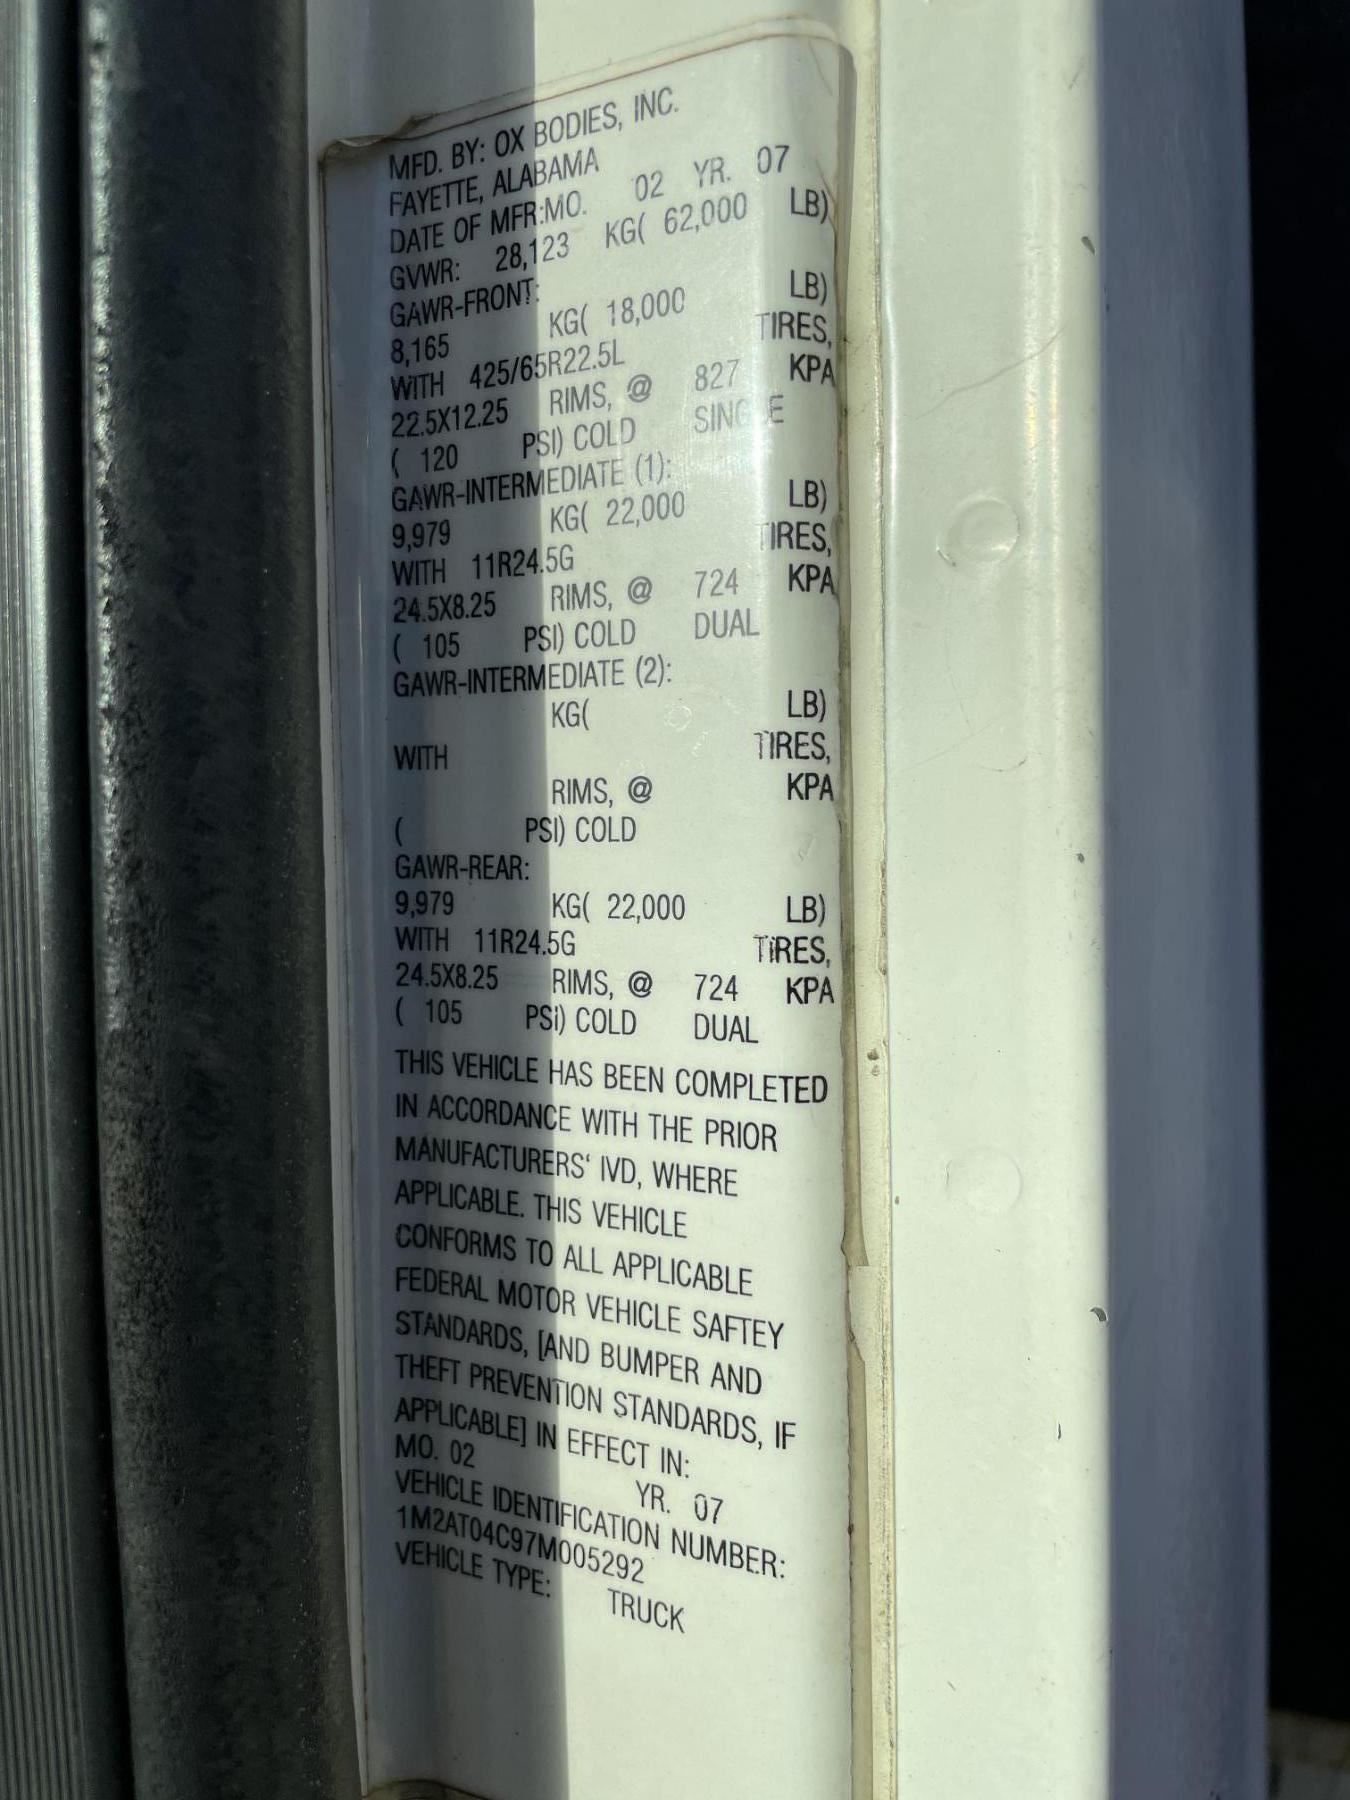 MFD. BY: OX BODIES, INC.
FAYETTE, ALABAMA
DATE OF MFR:MO. 02 YR. 07
GVWR: 28,123 KG( 62,000 LB)
GAWR-FRONT:
8,165 KG( 18,000 LB)
WITH 425/65R22.5L TIRES,
22.5X12.25 RIMS, @ 827 KPA
( 120 PSI) COLD SINGLE
GAWR-INTERMEDIATE (1):
9,979 KG( 22,000 LB)
WITH 11R24.5G TIRES,
24.5X8.25 RIMS, @ 724 KPA
( 105 PSI) COLD DUAL
GAWR-INTERMEDIATE (2):
KG( LB)
WITH TIRES,
RIMS, @ KPA
( PSI) COLD
GAWR-REAR:
9,979 KG( 22,000 LB)
WITH 11R24.5G TIRES,
24.5X8.25 RIMS, @ 724 KPA
( 105 PSI) COLD DUAL
THIS VEHICLE HAS BEEN COMPLETED
IN ACCORDANCE WITH THE PRIOR
MANUFACTURERS‘ IVD, WHERE
APPLICABLE. THIS VEHICLE
CONFORMS TO ALL APPLICABLE
FEDERAL MOTOR VEHICLE SAFTEY
STANDARDS, [AND BUMPER AND
THEFT PREVENTION STANDARDS, IF
APPLICABLE] IN EFFECT IN:
MO. 02 YR. 07
VEHICLE IDENTIFICATION NUMBER:
1M2AT04C97M005292
VEHICLE TYPE: TRUCK